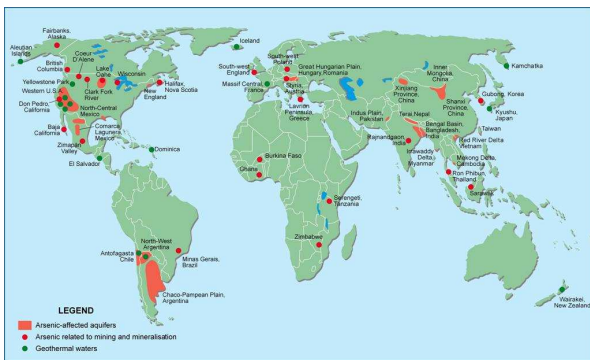 Fairbanks,
Alaska
Aleutian
Islands
Coeur
D'Alene
British
Columbia
Lake
Oahe
Wisconsin
Yellowstone Park
Western U.S.A.
Clark Fork
River
Halifax,
Nova Scotia
New
England
Don Pedro,
California
North-Central
Mexico
Baja
California
Comarca
Lagunera,
Mexico
Zimapan
Valley
El Salvador
Dominica
Iceland
South-west
England
South-west
Poland
Massif Central,
France
Great Hungarian Plain,
Hungary, Romania
Styria,
Austria
Lavrion
Peninsula,
Greece
Inner
Mongolia,
China
Kamchatka
Xinjiang
Province,
China
Shanxi
Province,
China
Gubong, Korea
Kyushu,
Japan
Indus Plain,
Pakistan
Terai, Nepal
Bengal Basin,
Bangladesh,
India
Taiwan
Red River Delta
Vietnam
Rajnandgaon,
India
Irrawaddy
Delta,
Myanmar
Mekong Delta,
Cambodia
Ron Phibun,
Thailand
Sarawak
Burkina Faso
Ghana
Serengeti,
Tanzania
Zimbabwe
Antofagasta
Chile
North-West
Argentina
Minas Gerais,
Brazil
Chaco-Pampean Plain,
Argentina
Wairakei,
New Zealand
LEGEND
Arsenic-affected aquifers
Arsenic related to mining and mineralisation
Geothermal waters